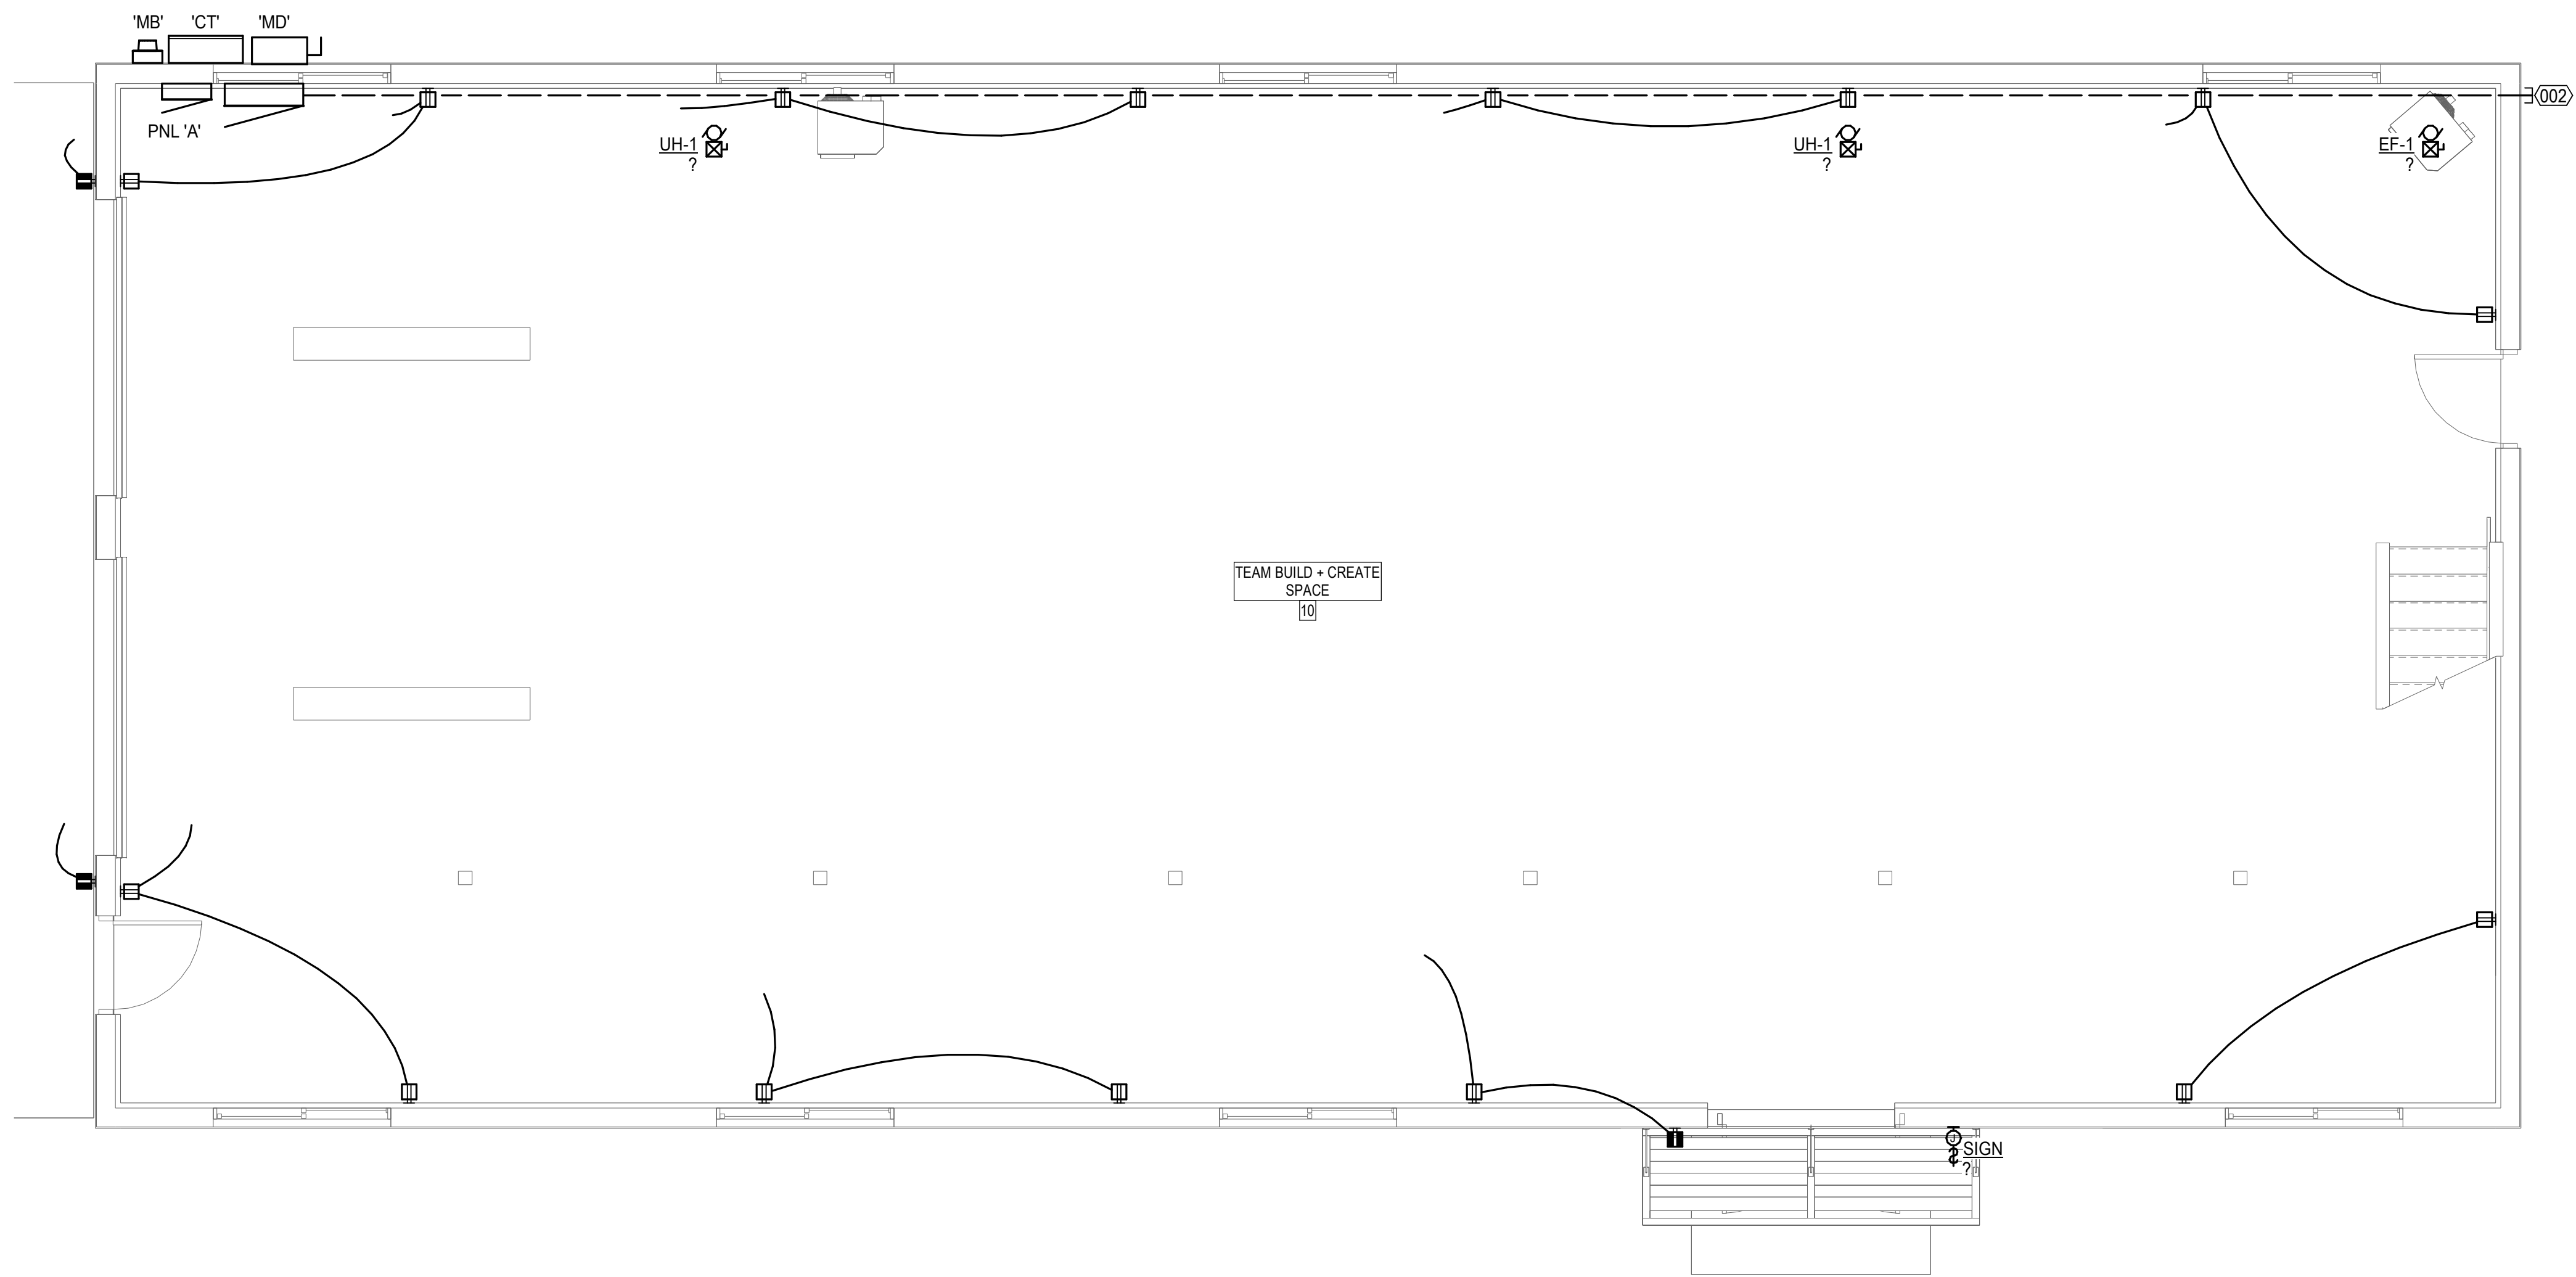 'MB' 'CT' 'MD'
002
PNL 'A'
UH-1
?
UH-1
?
EF-1
?
TEAM BUILD + CREATE
SPACE
10
J
SIGN
?